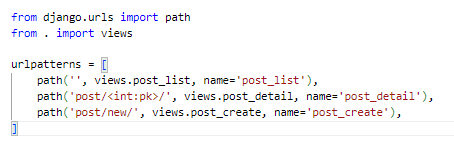 from django.urls import path
from . import views

urlpatterns = [
    path('', views.post_list, name='post_list'),
    path('post/<int:pk>/', views.post_detail, name='post_detail'),
    path('post/new/', views.post_create, name='post_create'),
]